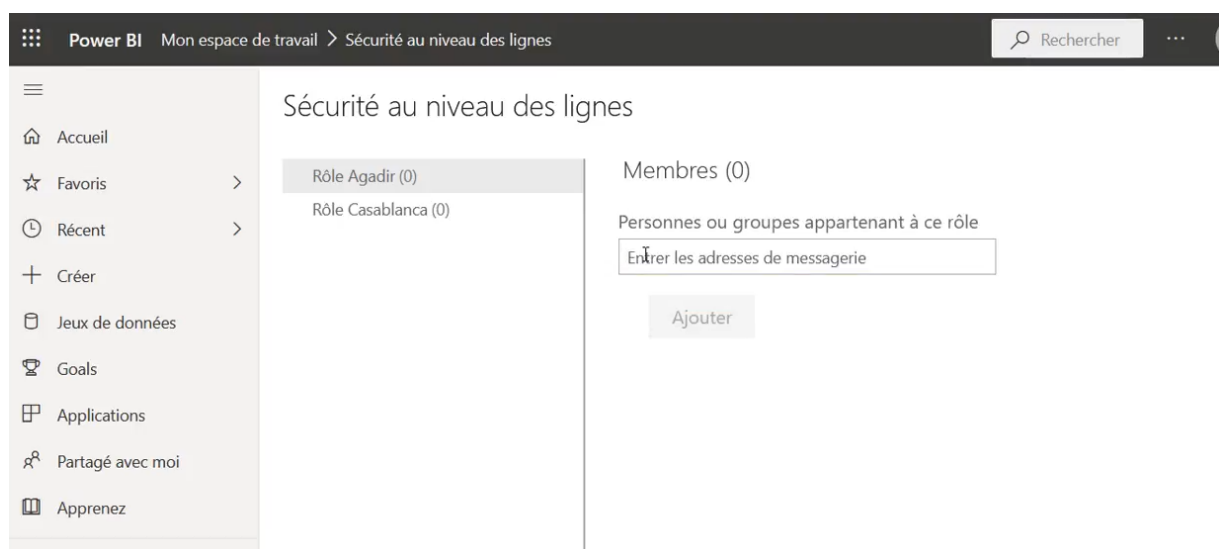 Power BI Mon espace de travail > Sécurité au niveau des lignes
Rechercher
Accueil
Favoris
Récent
Créer
Jeux de données
Goals
Applications
Partagé avec moi
Apprenez
Sécurité au niveau des lignes
Rôle Agadir (0)
Rôle Casablanca (0)
Membres (0)
Personnes ou groupes appartenant à ce rôle
Entrer les adresses de messagerie
Ajouter